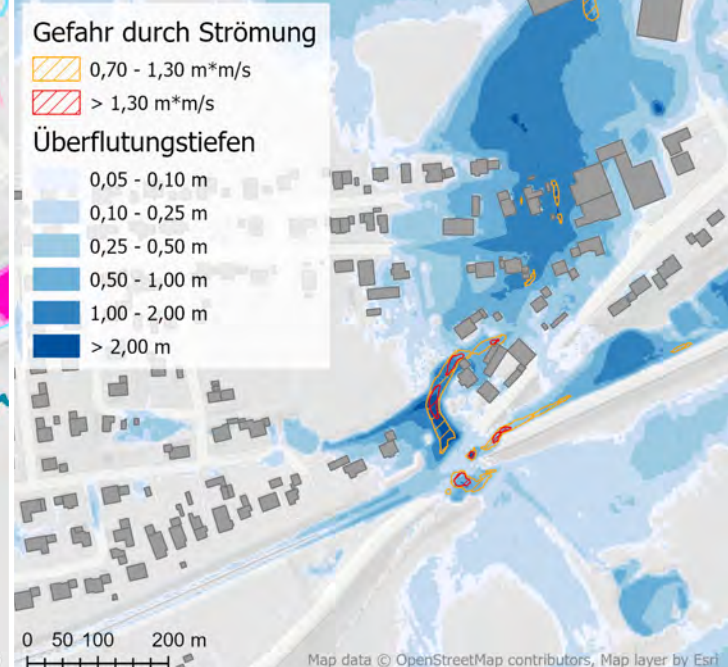 Gefahr durch Strömung
0,70 - 1,30 m*m/s
> 1,30 m*m/s
Überflutungstiefen
0,05 - 0,10 m
0,10 - 0,25 m
0,25 - 0,50 m
0,50 - 1,00 m
1,00 - 2,00 m
> 2,00 m
0 50 100 200 m
Map data © OpenStreetMap contributors, Map layer by Esri